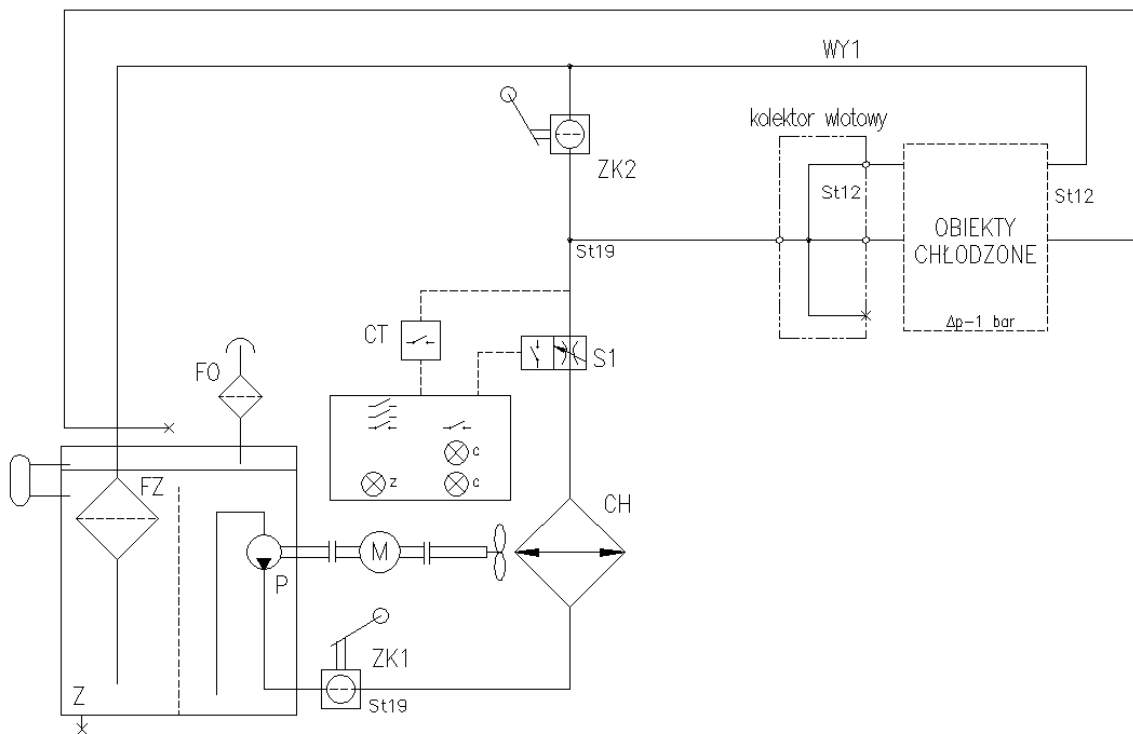 WY1
kolektor wlotowy
ZK2
St12
St12
OBIEKTY
CHŁODZONE
St19
Δp-1 bar
CT
S1
FO
c
z
c
FZ
CH
M
P
ZK1
Z
St19